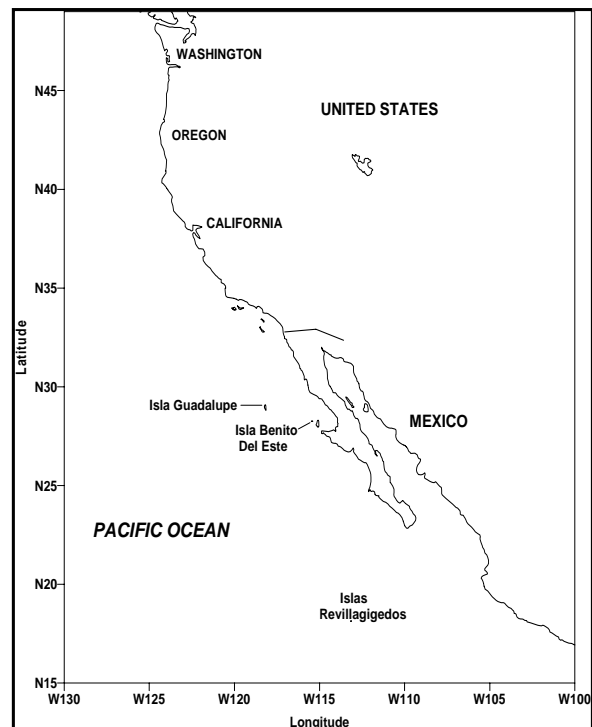 WASHINGTON
N45
UNITED STATES
OREGON
N40
CALIFORNIA
N35
Latitude
N30
Isla Guadalupe
MEXICO
Isla Benito
Del Este
N25
PACIFIC OCEAN
N20
Islas
Revillagigedos
N15
W130
W125
W120
W115
W110
W105
W100
Longitude